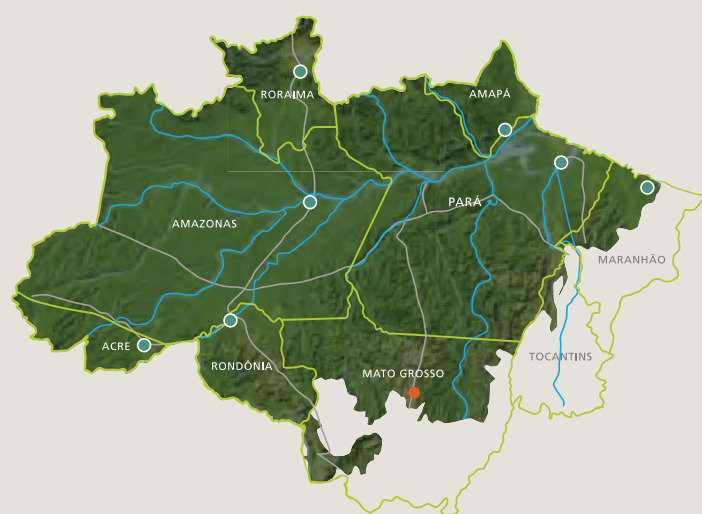 RORAIMA
AMAPÁ
AMAZONAS
PARÁ
MARANHÃO
ACRE
RONDÔNIA
MATO GROSSO
TOCANTINS